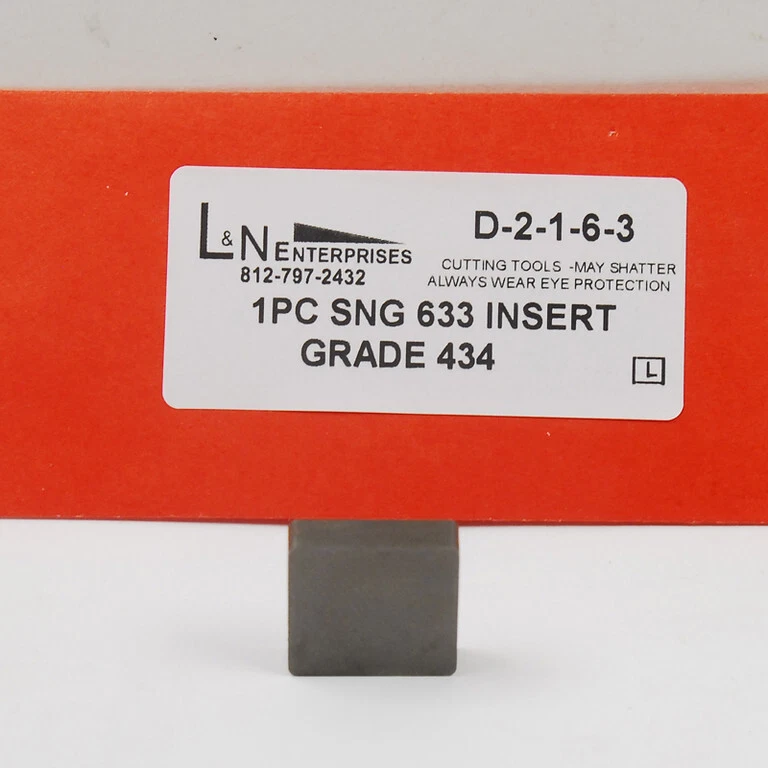 L & N ENTERPRISES
812-797-2432
D-2-1-6-3
CUTTING TOOLS -MAY SHATTER
ALWAYS WEAR EYE PROTECTION
1PC SNG 633 INSERT
GRADE 434
L